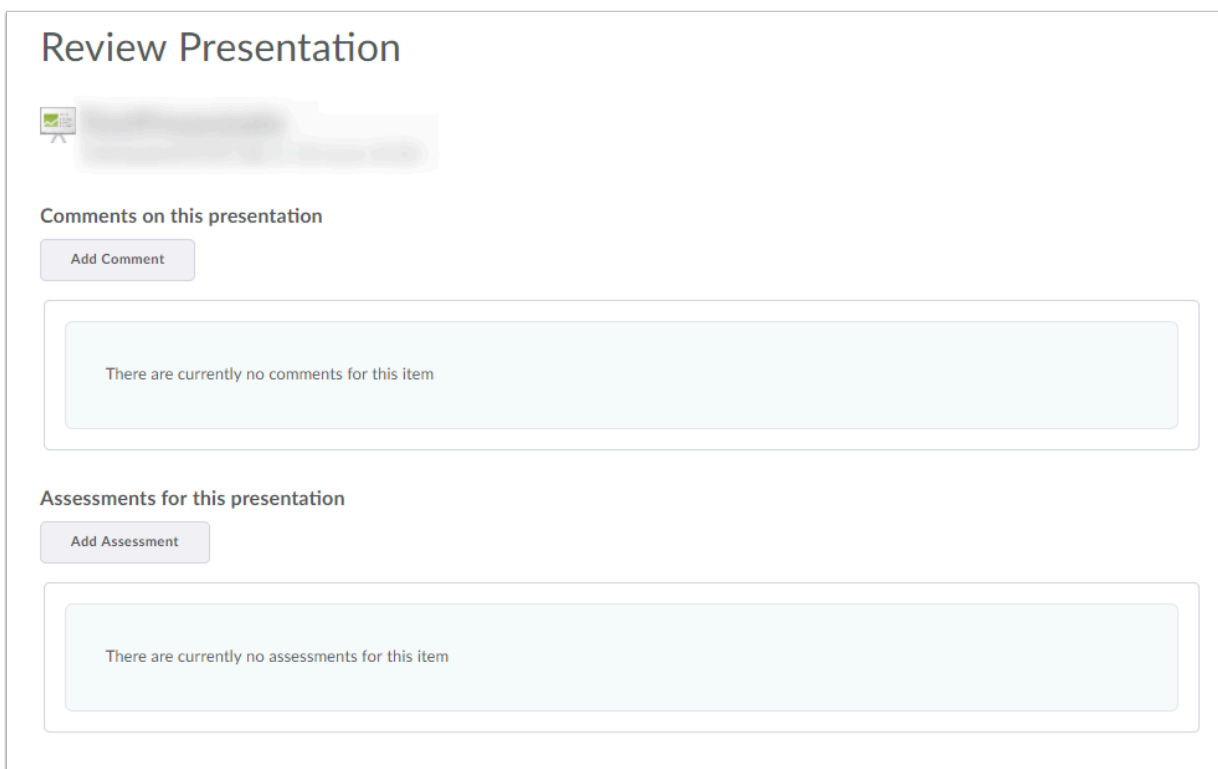 Review Presentation
Comments on this presentation
Add Comment
There are currently no comments for this item
Assessments for this presentation
Add Assessment
There are currently no assessments for this item